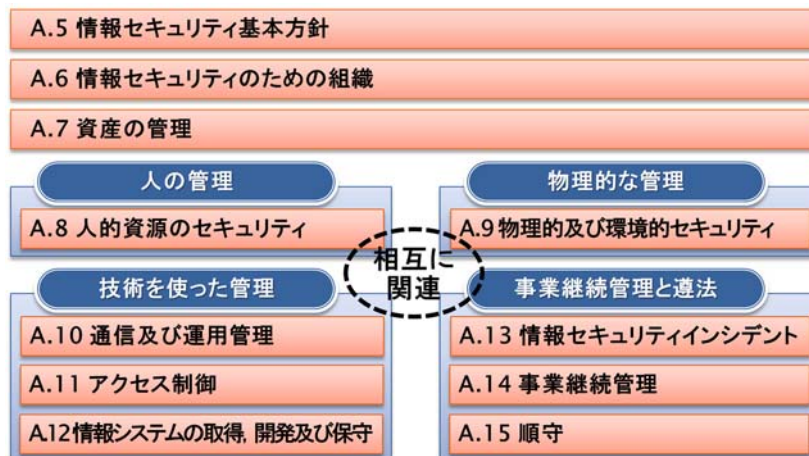 A.5 情報セキュリティ基本方針
A.6 情報セキュリティのための組織
A.7 資産の管理
人の管理
A.8 人的資源のセキュリティ
物理的な管理
A.9 物理的及び環境的セキュリティ
相互に
関連
技術を使った管理
A.10 通信及び運用管理
A.11 アクセス制御
A.12 情報システムの取得, 開発及び保守
事業継続管理と遵法
A.13 情報セキュリティインシデント
A.14 事業継続管理
A.15 順守